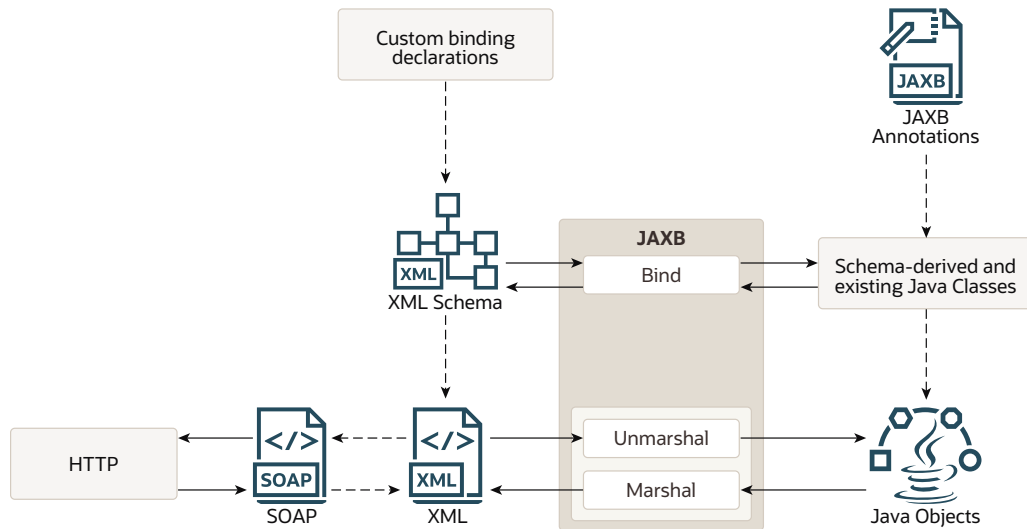 Custom binding
declarations
JAXB
JAXB
Annotations
JAXB
XML
XML Schema
Bind
Schema-derived and
existing Java Classes
HTTP
</>
SOAP
SOAP
</>
XML
XML
Unmarshal
Marshal
Java Objects